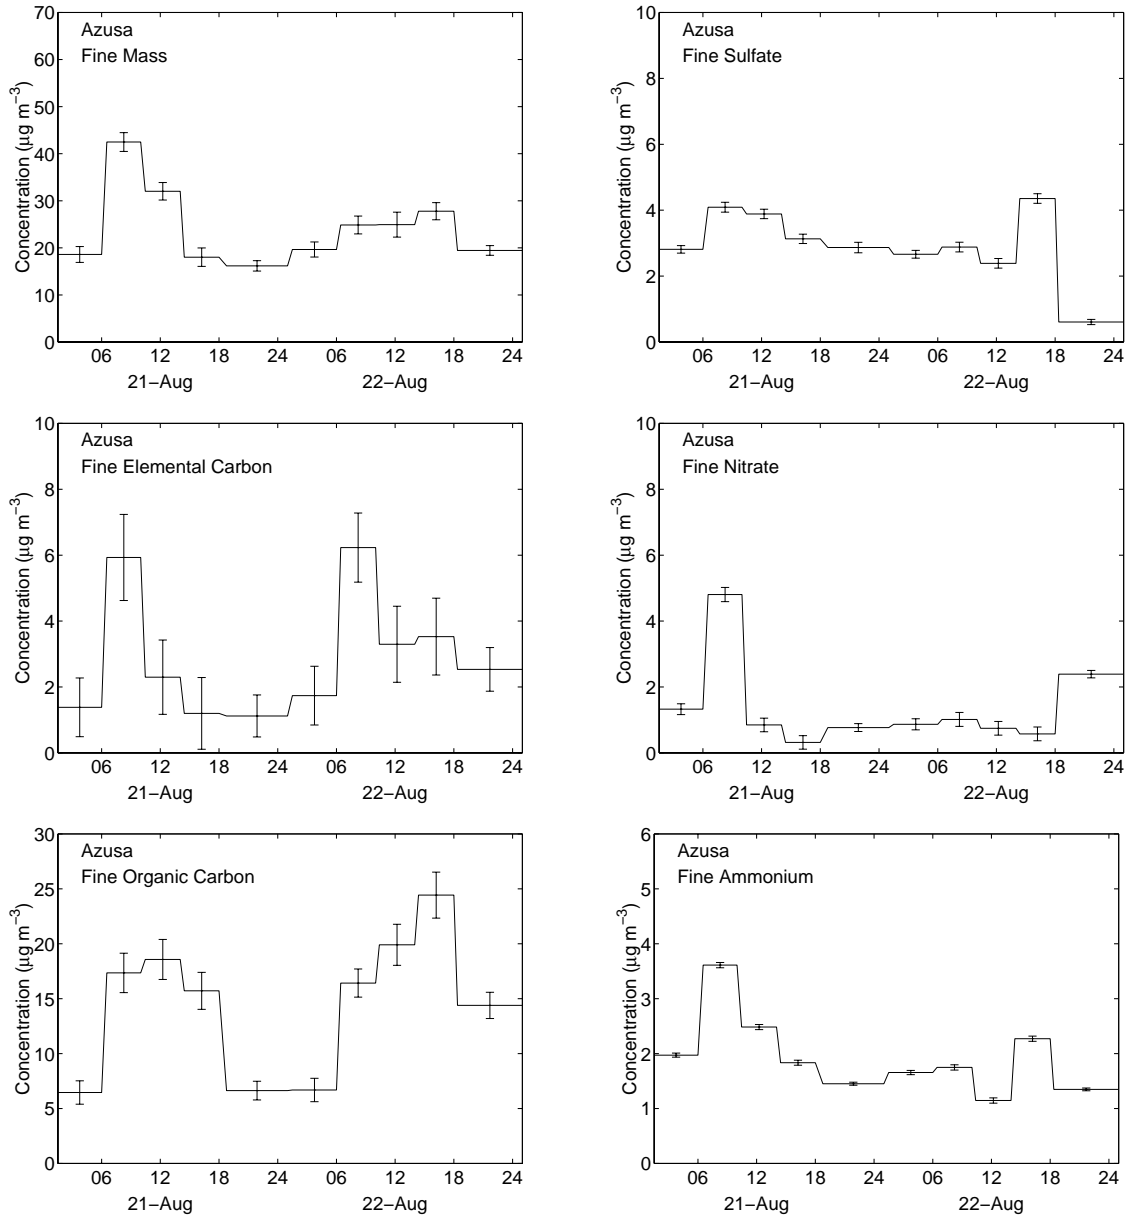 Azusa
Fine Mass
Concentration (µg m−3)
70
60
50
40
30
20
10
0
06 12 18 24 06 12 18 24
21−Aug 22−Aug
Azusa
Fine Sulfate
Concentration (µg m−3)
10
8
6
4
2
0
06 12 18 24 06 12 18 24
21−Aug 22−Aug
Azusa
Fine Elemental Carbon
Concentration (µg m−3)
10
8
6
4
2
0
06 12 18 24 06 12 18 24
21−Aug 22−Aug
Azusa
Fine Nitrate
Concentration (µg m−3)
10
8
6
4
2
0
06 12 18 24 06 12 18 24
21−Aug 22−Aug
Azusa
Fine Organic Carbon
Concentration (µg m−3)
30
25
20
15
10
5
0
06 12 18 24 06 12 18 24
21−Aug 22−Aug
Azusa
Fine Ammonium
Concentration (µg m−3)
6
5
4
3
2
1
0
06 12 18 24 06 12 18 24
21−Aug 22−Aug